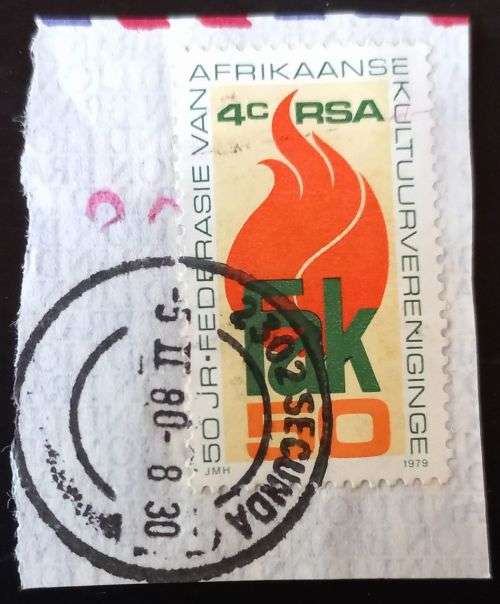 50 JR·FEDERASIE VAN AFRIKAANSE KULTUURVERENIGINGE
4c RSA
Fak
50
JMH 1979
2302 SECUNDA
-5 II 80- 8 30